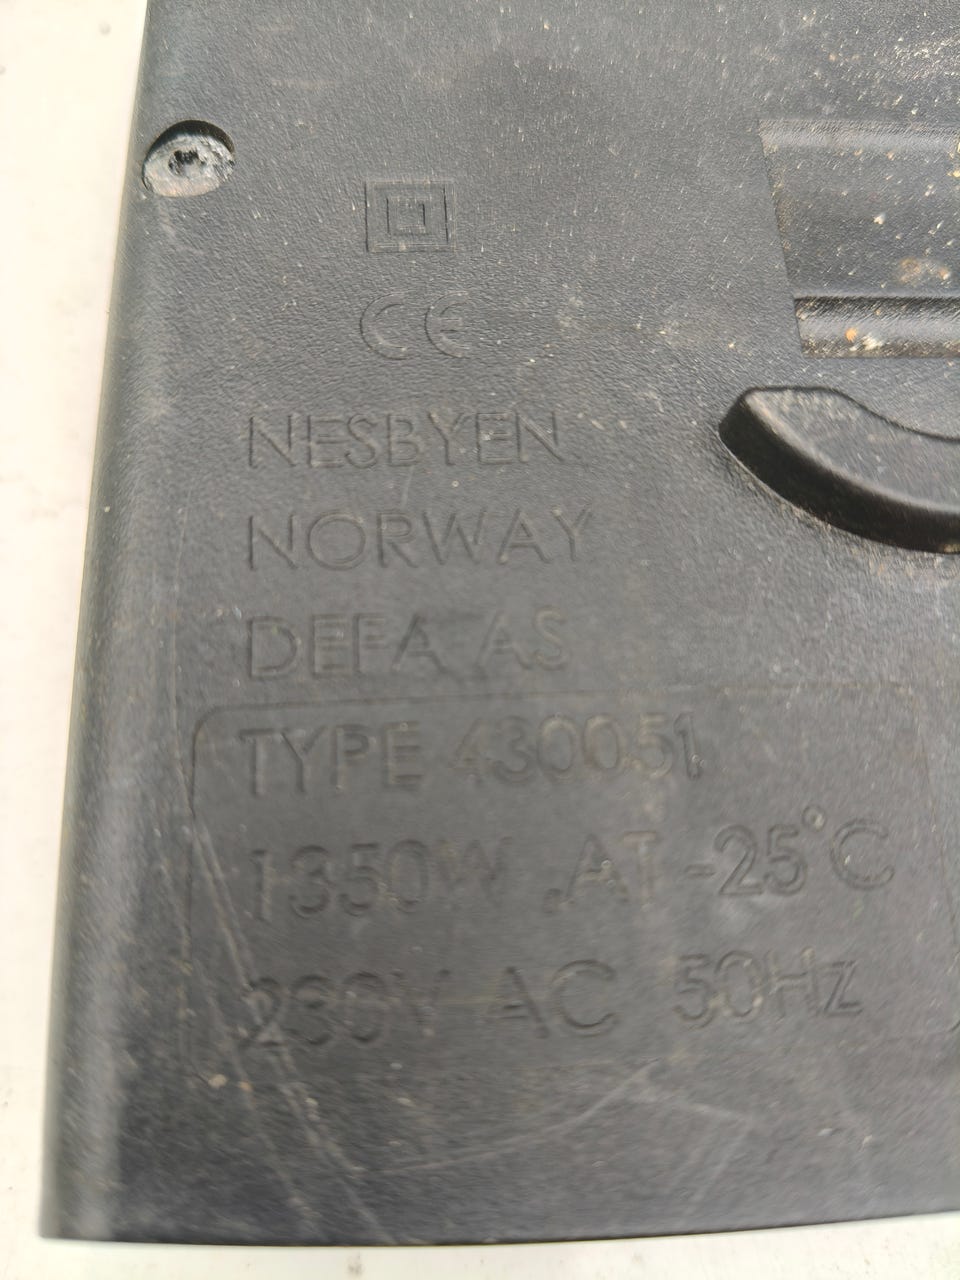 CE
NESBYEN
NORWAY
DEFA AS
TYPE 430051
1350W AT -25°C
230V AC 50Hz